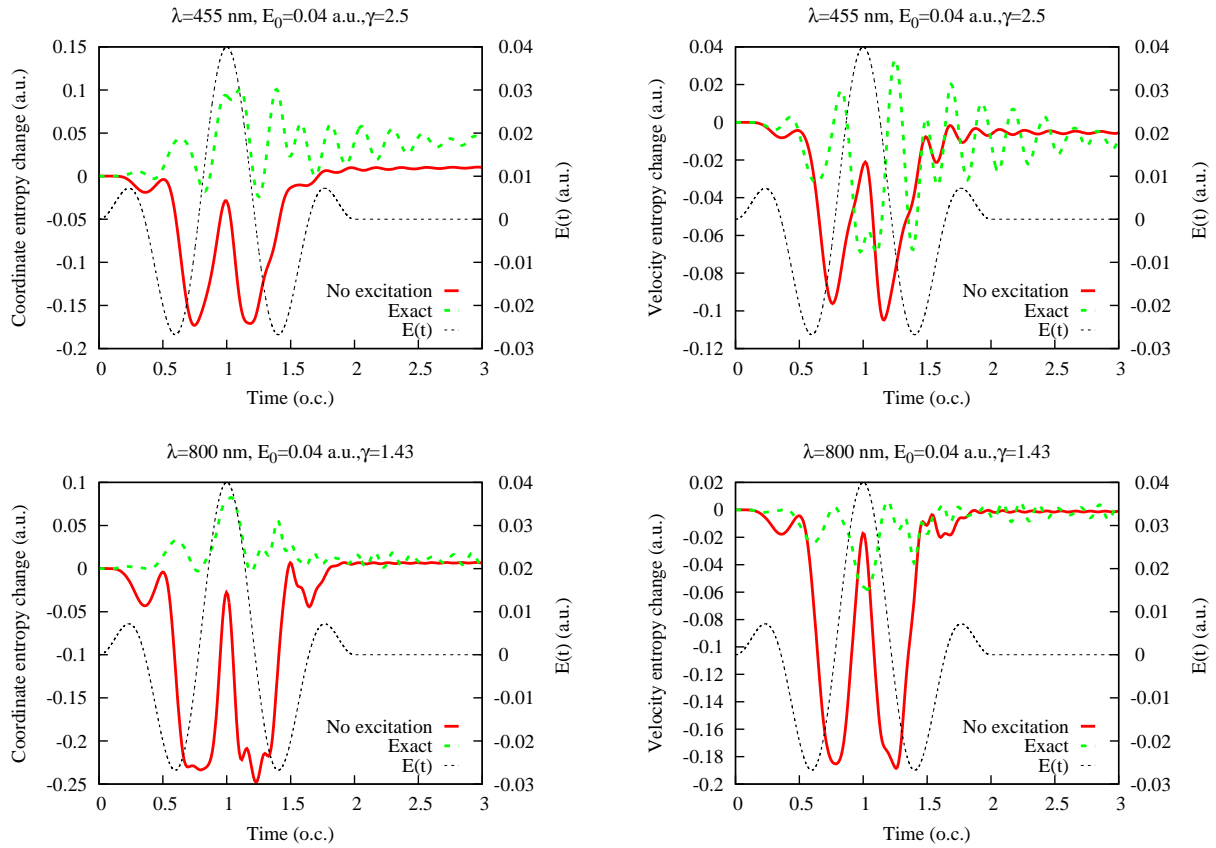 λ=455 nm, E0=0.04 a.u.,γ=2.5
Coordinate entropy change (a.u.)
0.15
0.1
0.05
0
-0.05
-0.1
-0.15
-0.2
0.04
0.03
0.02
0.01
0
-0.01
-0.02
-0.03
E(t) (a.u.)
No excitation
Exact
E(t)
0 0.5 1 1.5 2 2.5 3
Time (o.c.)
λ=455 nm, E0=0.04 a.u.,γ=2.5
Velocity entropy change (a.u.)
0.04
0.02
0
-0.02
-0.04
-0.06
-0.08
-0.1
-0.12
0.04
0.03
0.02
0.01
0
-0.01
-0.02
-0.03
E(t) (a.u.)
No excitation
Exact
E(t)
0 0.5 1 1.5 2 2.5 3
Time (o.c.)
λ=800 nm, E0=0.04 a.u.,γ=1.43
Coordinate entropy change (a.u.)
0.1
0.05
0
-0.05
-0.1
-0.15
-0.2
-0.25
0.04
0.03
0.02
0.01
0
-0.01
-0.02
-0.03
E(t) (a.u.)
No excitation
Exact
E(t)
0 0.5 1 1.5 2 2.5 3
Time (o.c.)
λ=800 nm, E0=0.04 a.u.,γ=1.43
Velocity entropy change (a.u.)
0.02
0
-0.02
-0.04
-0.06
-0.08
-0.1
-0.12
-0.14
-0.16
-0.18
-0.2
0.04
0.03
0.02
0.01
0
-0.01
-0.02
-0.03
E(t) (a.u.)
No excitation
Exact
E(t)
0 0.5 1 1.5 2 2.5 3
Time (o.c.)